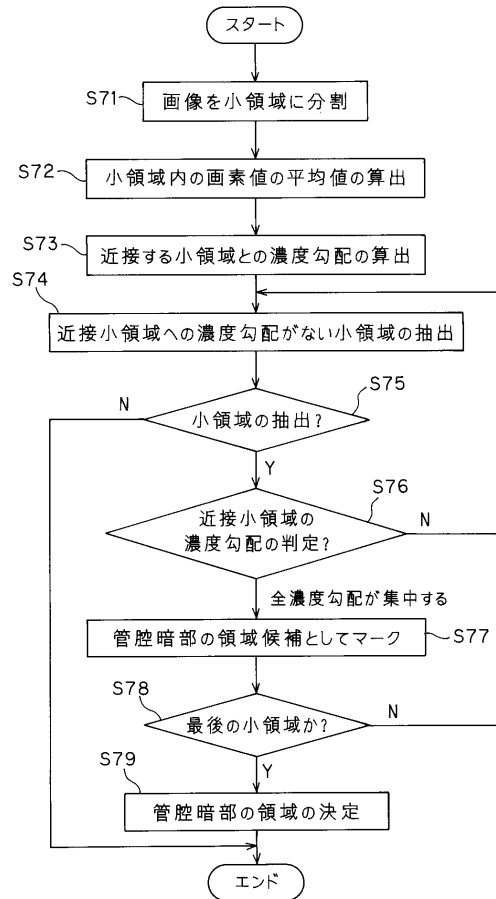 スタート
S71
画像を小領域に分割
S72
小領域内の画素値の平均値の算出
S73
近接する小領域との濃度勾配の算出
S74
近接小領域への濃度勾配がない小領域の抽出
S75
N
小領域の抽出?
Y
S76
近接小領域の
濃度勾配の判定?
N
全濃度勾配が集中する
管腔暗部の領域候補としてマーク
S77
S78
最後の小領域か?
N
Y
S79
管腔暗部の領域の決定
エンド